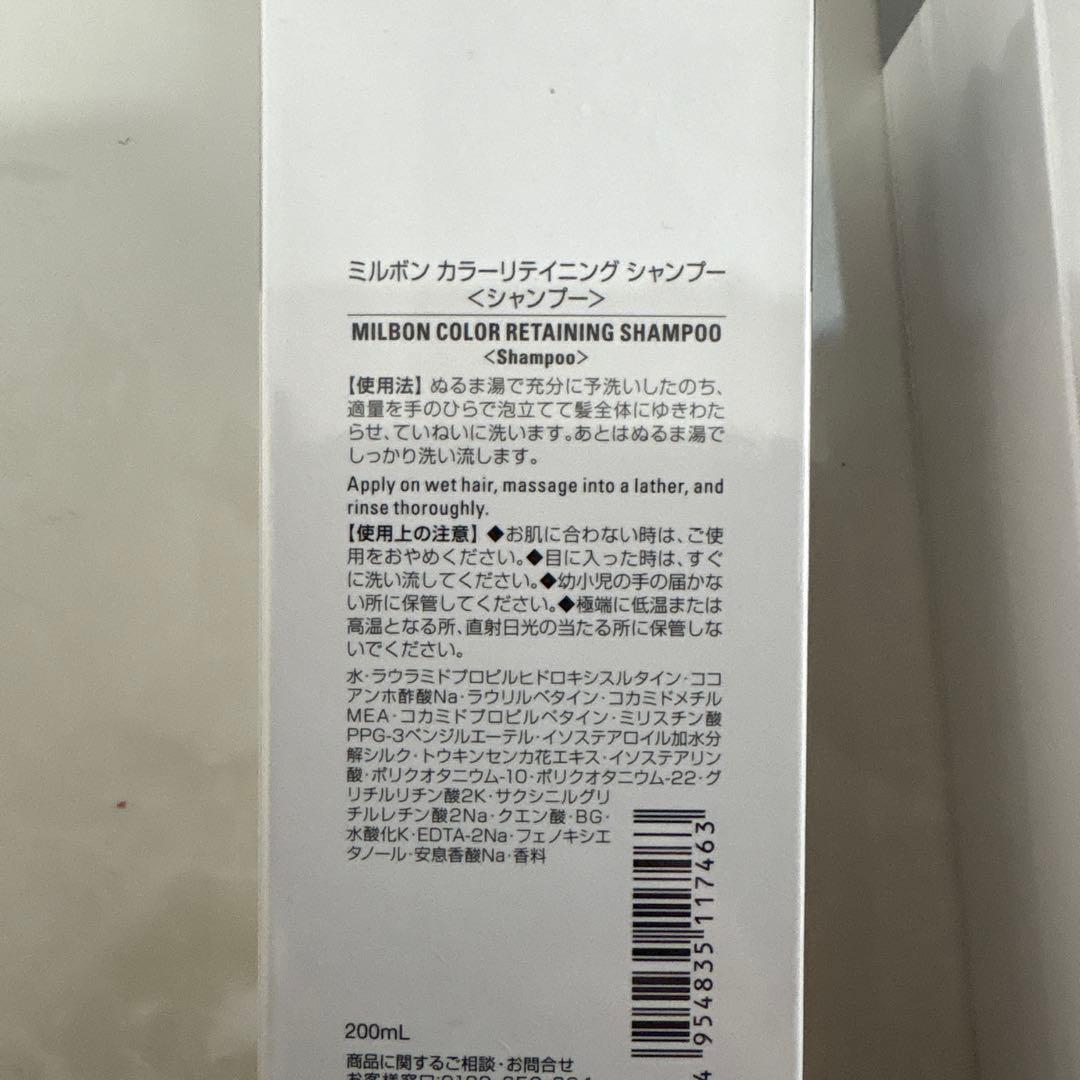 ミルボン カラーリテイニング シャンプー
<シャンプー>
MILBON COLOR RETAINING SHAMPOO
<Shampoo>
【使用法】ぬるま湯で充分に予洗いしたのち、
適量を手のひらで泡立てて髪全体にゆきわた
らせ、ていねいに洗います。あとはぬるま湯で
しっかり洗い流します。
Apply on wet hair, massage into a lather, and
rinse thoroughly.
【使用上の注意】◆お肌に合わない時は、ご使
用をおやめください。◆目に入った時は、すぐ
に洗い流してください。◆幼小児の手の届かな
い所に保管してください。◆極端に低温または
高温となる所、直射日光の当たる所に保管しな
いでください。
水・ラウラミドプロピルヒドロキシスルタイン・ココ
アンホ酢酸Na・ラウリルベタイン・コカミドメチル
MEA・コカミドプロピルベタイン・ミリスチン酸
PPG-3ベンジルエーテル・イソステアロイル加水分
解シルク・トウキンセンカ花エキス・イソステアリン
酸・ポリクオタニウム-10・ポリクオタニウム-22・グ
リチルリチン酸2K・サクシニルグリ
チルレチン酸2Na・クエン酸・BG・
水酸化K・EDTA-2Na・フェノキシエ
タノール・安息香酸Na・香料
4 954835 117463
200mL
商品に関するご相談・お問合せ
お客様窓口: